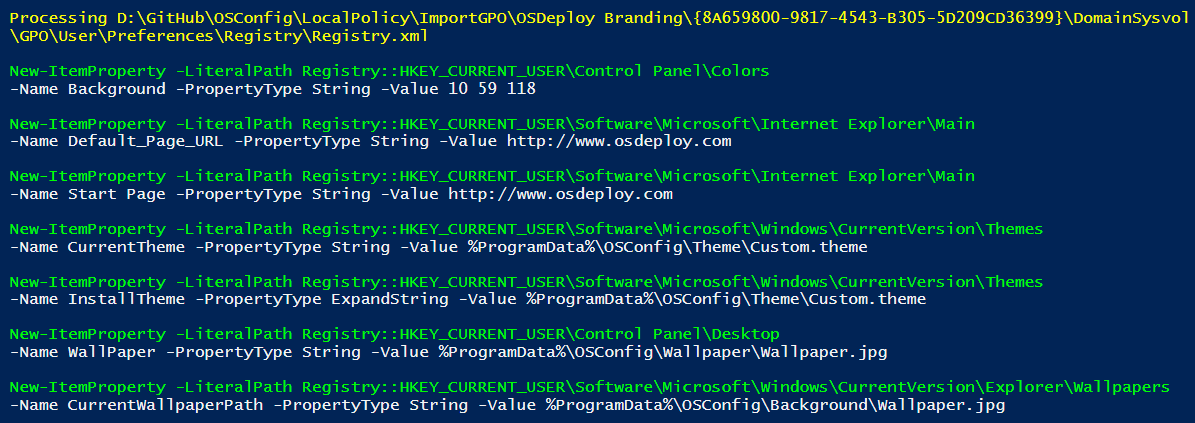 Processing D:\GitHub\OSConfig\LocalPolicy\ImportGPO\OSDeploy Branding\{8A659800-9817-4543-B305-5D209CD36399}\DomainSysvol
\GPO\User\Preferences\Registry\Registry.xml
New-ItemProperty -LiteralPath Registry::HKEY_CURRENT_USER\Control Panel\Colors
-Name Background -PropertyType String -Value 10 59 118
New-ItemProperty -LiteralPath Registry::HKEY_CURRENT_USER\Software\Microsoft\Internet Explorer\Main
-Name Default_Page_URL -PropertyType String -Value http://www.osdeploy.com
New-ItemProperty -LiteralPath Registry::HKEY_CURRENT_USER\Software\Microsoft\Internet Explorer\Main
-Name Start Page -PropertyType String -Value http://www.osdeploy.com
New-ItemProperty -LiteralPath Registry::HKEY_CURRENT_USER\Software\Microsoft\Windows\CurrentVersion\Themes
-Name CurrentTheme -PropertyType String -Value %ProgramData%\OSConfig\Theme\Custom.theme
New-ItemProperty -LiteralPath Registry::HKEY_CURRENT_USER\Software\Microsoft\Windows\CurrentVersion\Themes
-Name InstallTheme -PropertyType ExpandString -Value %ProgramData%\OSConfig\Theme\Custom.theme
New-ItemProperty -LiteralPath Registry::HKEY_CURRENT_USER\Control Panel\Desktop
-Name WallPaper -PropertyType String -Value %ProgramData%\OSConfig\Wallpaper\Wallpaper.jpg
New-ItemProperty -LiteralPath Registry::HKEY_CURRENT_USER\Software\Microsoft\Windows\CurrentVersion\Explorer\Wallpapers
-Name CurrentWallpaperPath -PropertyType String -Value %ProgramData%\OSConfig\Background\Wallpaper.jpg